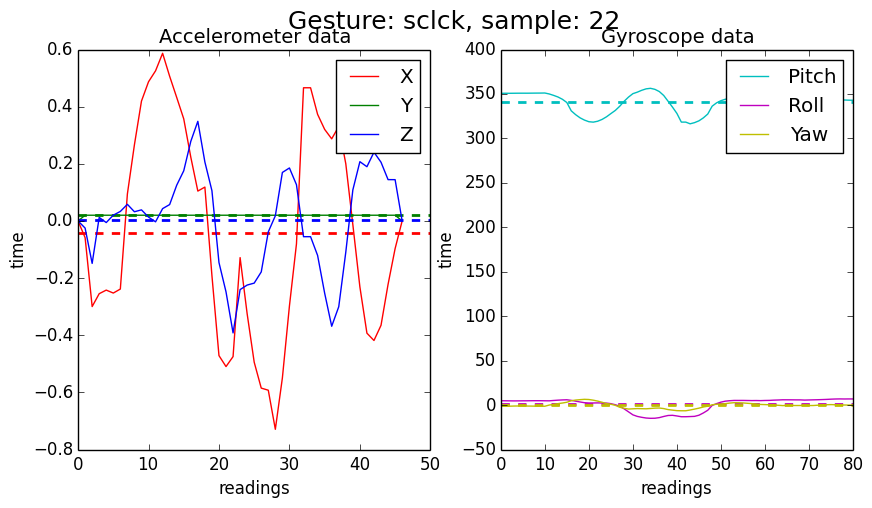 Gesture: sclck, sample: 22
Accelerometer data
0.6
0.4
0.2
0.0
−0.2
−0.4
−0.6
−0.8
time
0
10
20
30
40
50
readings
X
Y
Z
Gyroscope data
400
350
300
250
200
150
100
50
0
−50
time
0
10
20
30
40
50
60
70
80
readings
Pitch
Roll
Yaw